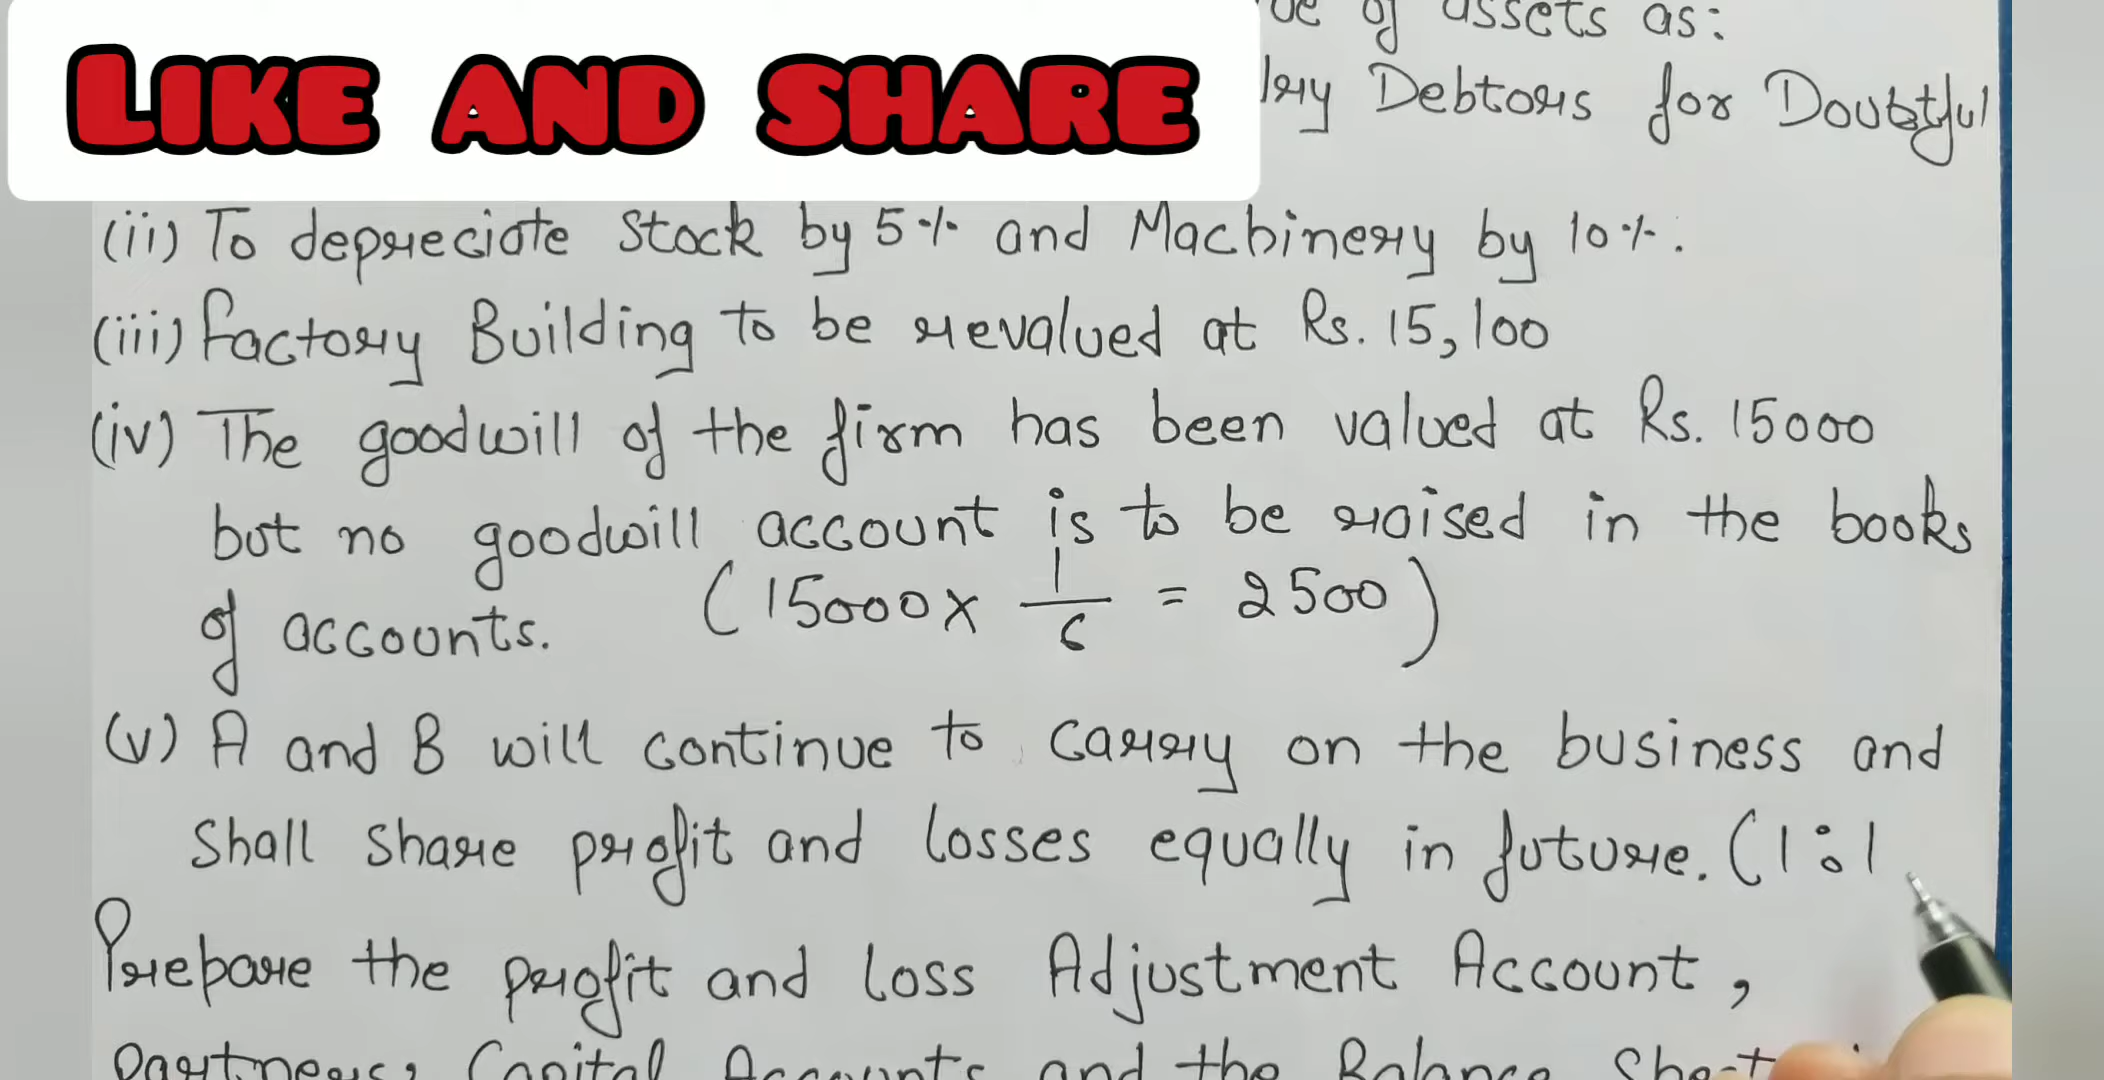 LIKE AND SHARE
of assets as:
Debtors for Doubtful
(ii) To depreciate Stock by 5% and Machinery by 10%.
(iii) Factory Building to be revalued at Rs. 15,100
(iv) The goodwill of the firm has been valued at Rs. 15000
but no goodwill account is to be raised in the books
of accounts. (15000 x 1/6 = 2500)
(v) A and B will continue to carry on the business and
Shall share profit and losses equally in future. (1:1
Prepare the profit and loss Adjustment Account,
Partners' Capital Accounts and the Balance Sheet